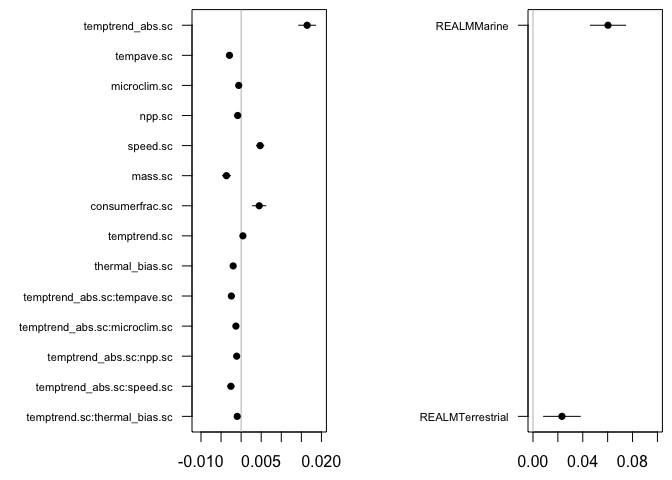 temptrend_abs.sc
tempave.sc
microclim.sc
npp.sc
speed.sc
mass.sc
consumerfrac.sc
temptrend.sc
thermal_bias.sc
temptrend_abs.sc:tempave.sc
temptrend_abs.sc:microclim.sc
temptrend_abs.sc:npp.sc
temptrend_abs.sc:speed.sc
temptrend.sc:thermal_bias.sc
-0.010 0.005 0.020
REALMMarine
REALMTerrestrial
0.00 0.04 0.08